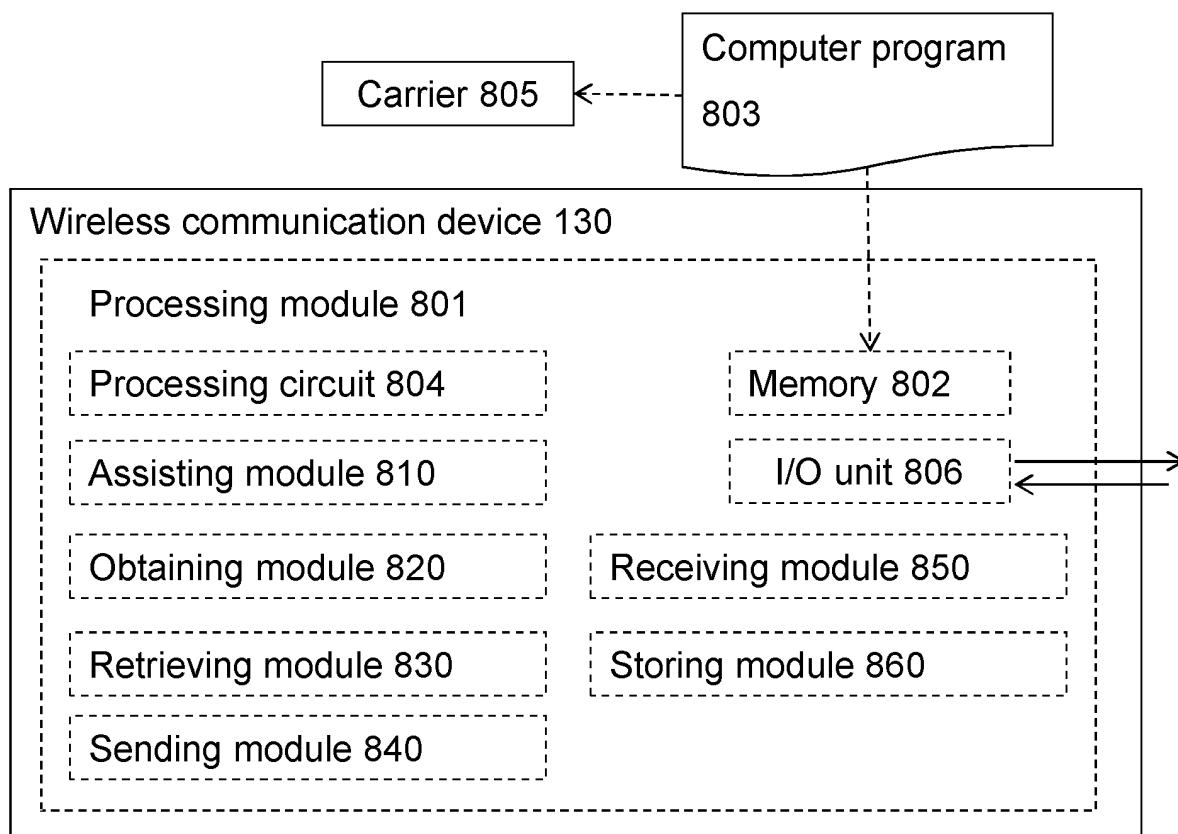 Computer program
803
Carrier 805
Wireless communication device 130
Processing module 801
Processing circuit 804
Memory 802
Assisting module 810
I/O unit 806
Obtaining module 820
Receiving module 850
Retrieving module 830
Storing module 860
Sending module 840